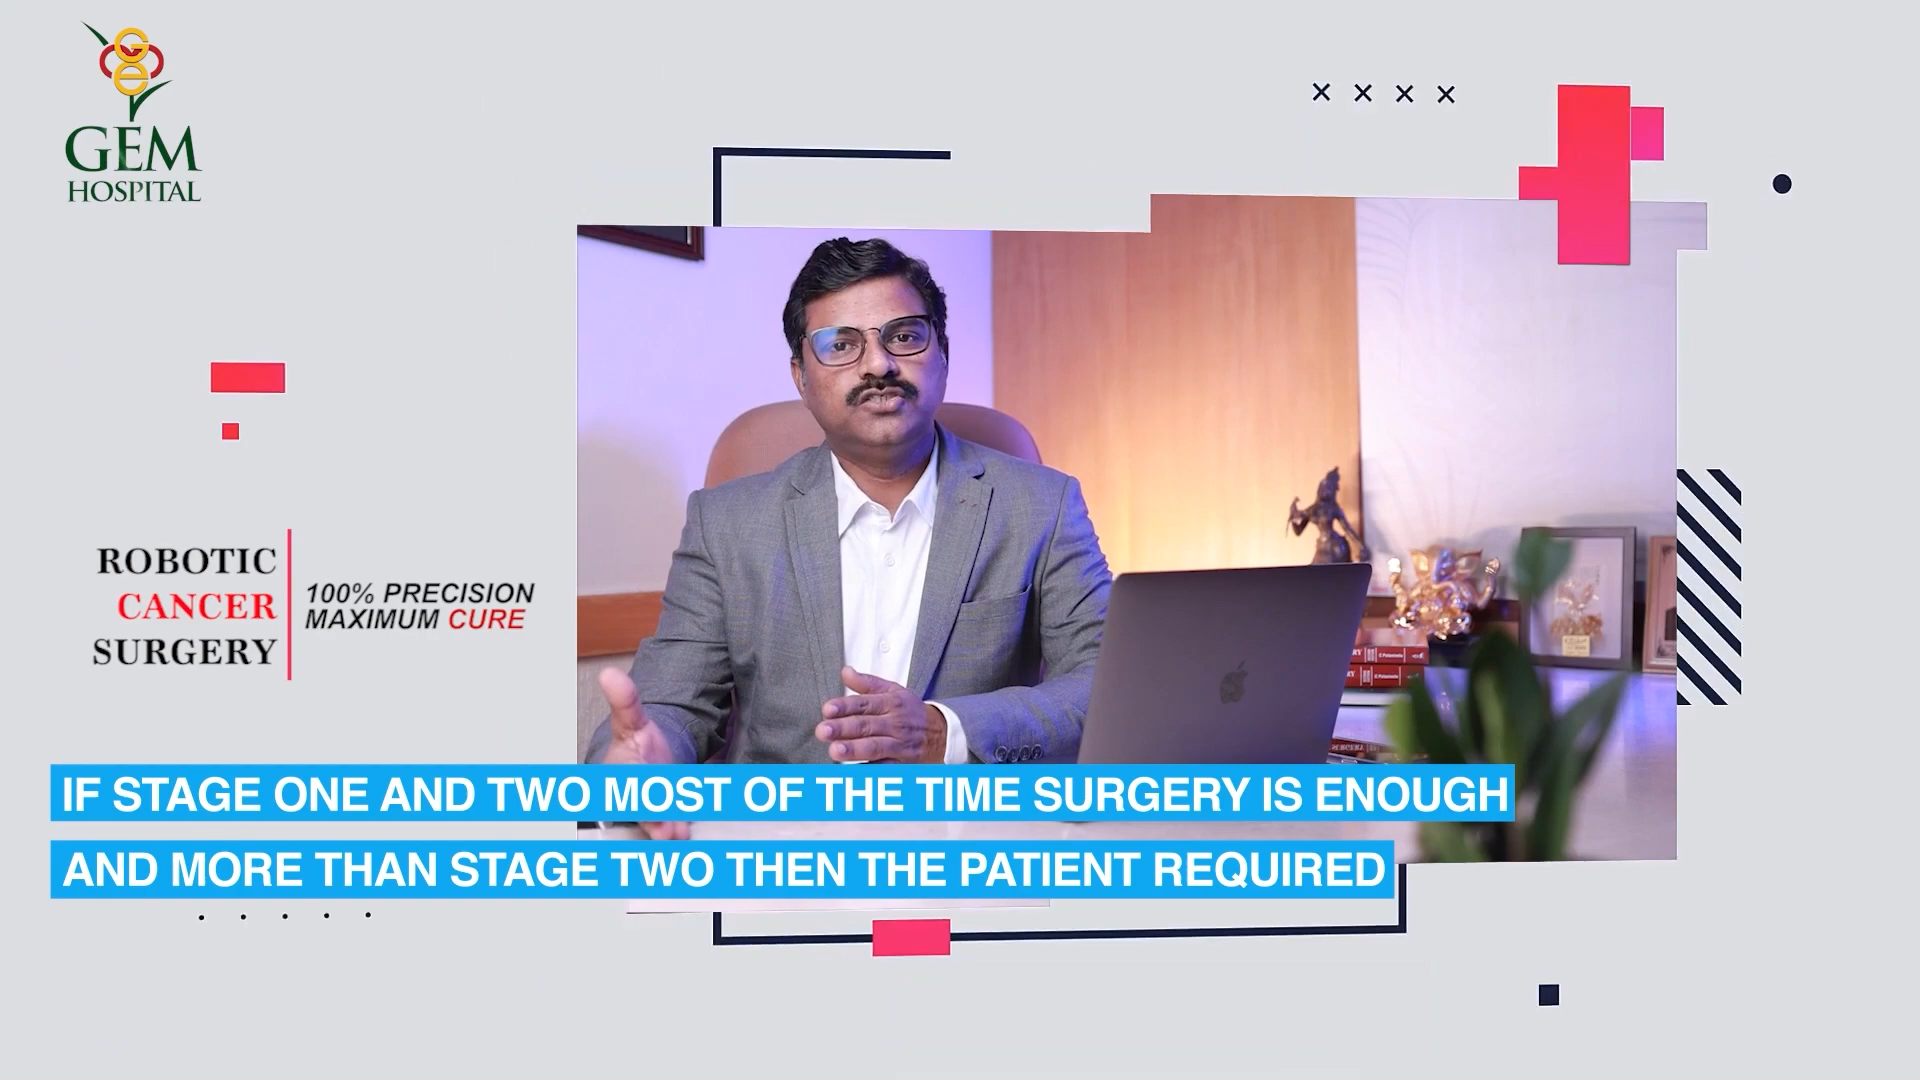 GEM
HOSPITAL
ROBOTIC
CANCER
SURGERY
100% PRECISION
MAXIMUM CURE
IF STAGE ONE AND TWO MOST OF THE TIME SURGERY IS ENOUGH
AND MORE THAN STAGE TWO THEN THE PATIENT REQUIRED